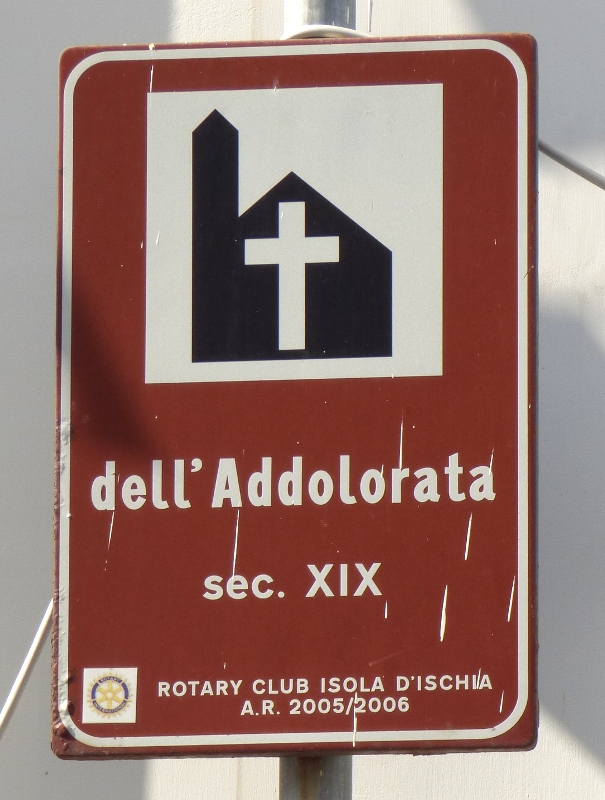 dell'Addolorata
sec. XIX
ROTARY CLUB ISOLA D'ISCHIA
A.R. 2005/2006